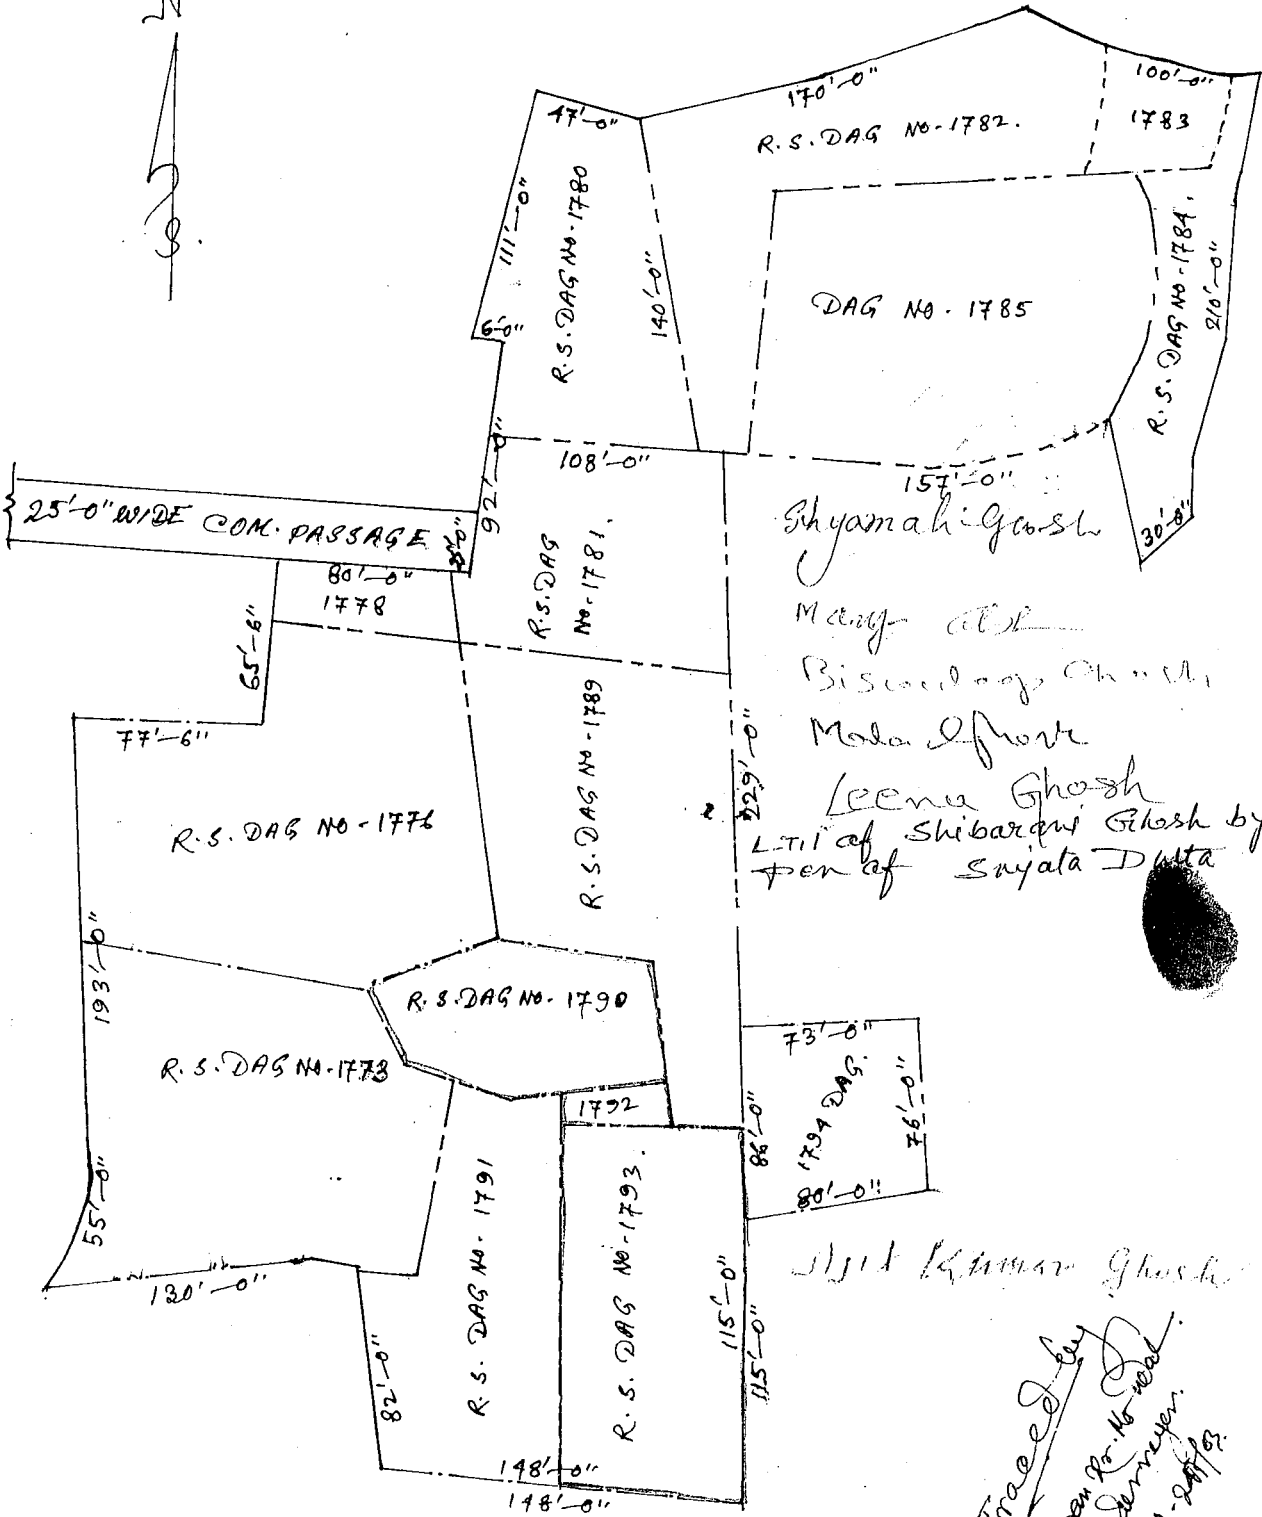 N
S.
47'-0"
170'-0"
100'-0"
1783
R.S. DAG NO-1782.
111'-0"
R.S. DAG NO-1780
140'-0"
6'-0"
DAG NO. 1785
R.S. DAG NO-1784.
210'-0"
30'-0"
92'-0"
108'-0"
157'-0"
25'-0" WIDE COM. PASSAGE
80'-0"
1778
R.S. DAG
NO-1781.
65'-6"
77'-6"
R.S. DAG NO-1789
229'-0"
Ghosh
Mala
Leena Ghosh
L.T.I of Shibarani Ghosh by
Pen of Sujata Dutta
R.S. DAG NO-1776
193'-0"
R.S. DAG NO-1790
R.S. DAG NO-1773
1792
73'-0"
1794 DAG.
76'-0"
86'-0"
80'-0"
55'-0"
130'-0"
R.S. DAG NO-1791
R.S. DAG NO-1793.
115'-0"
115'-0"
82'-0"
148'-0"
148'-0"
Kumar Ghosh
Traced by